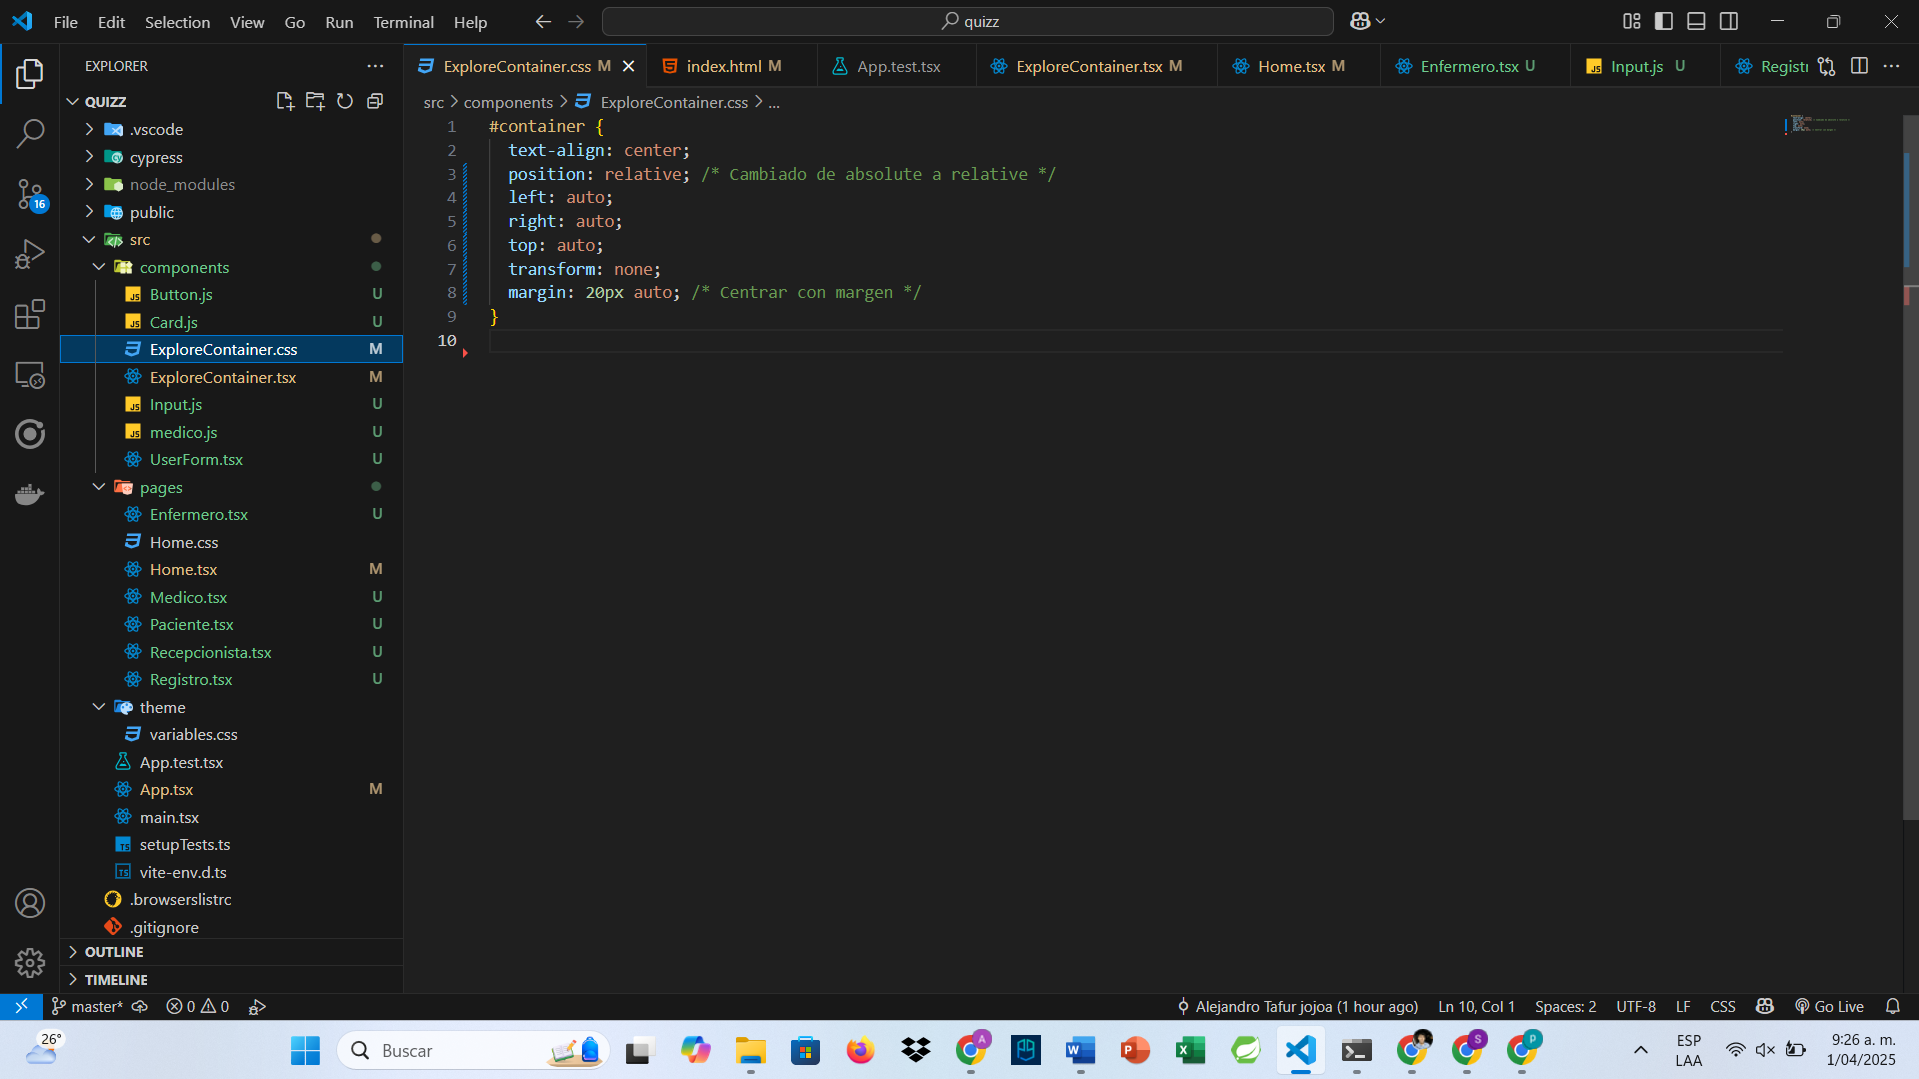 File Edit Selection View Go Run Terminal Help
quizz
EXPLORER
ExploreContainer.css M
index.html M
App.test.tsx
ExploreContainer.tsx M
Home.tsx M
Enfermero.tsx U
Input.js U
Registr
QUIZZ
src > components > ExploreContainer.css > ...
.vscode
cypress
node_modules
public
src
components
Button.js U
Card.js U
ExploreContainer.css M
ExploreContainer.tsx M
Input.js U
medico.js U
UserForm.tsx U
pages
Enfermero.tsx U
Home.css
Home.tsx M
Medico.tsx U
Paciente.tsx U
Recepcionista.tsx U
Registro.tsx U
theme
variables.css
App.test.tsx
App.tsx M
main.tsx
setupTests.ts
vite-env.d.ts
.browserslistrc
.gitignore
OUTLINE
TIMELINE
16
1 #container {
2 text-align: center;
3 position: relative; /* Cambiado de absolute a relative */
4 left: auto;
5 right: auto;
6 top: auto;
7 transform: none;
8 margin: 20px auto; /* Centrar con margen */
9 }
10
master* 0 0
Alejandro Tafur jojoa (1 hour ago) Ln 10, Col 1 Spaces: 2 UTF-8 LF CSS Go Live
26°
Buscar
ESP
LAA
9:26 a. m.
1/04/2025